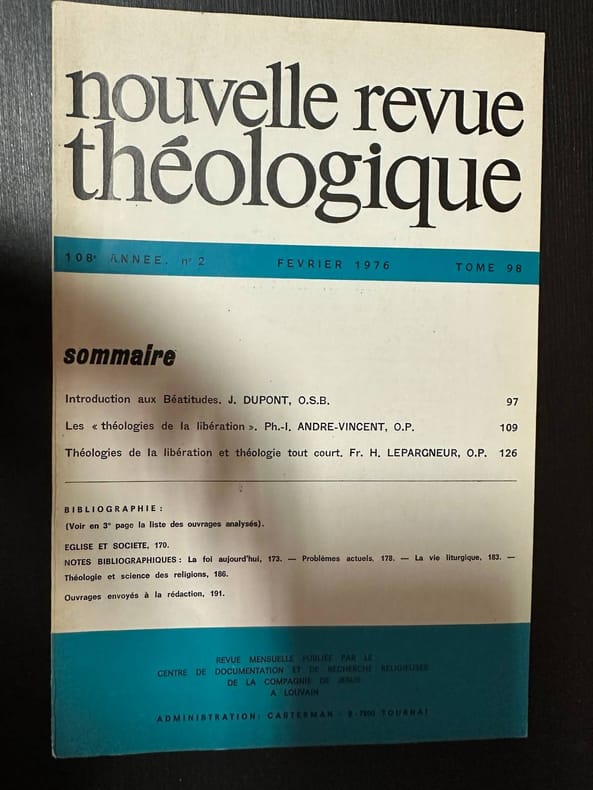 nouvelle revue
théologique
108e ANNEE. n° 2 FEVRIER 1976 TOME 98
sommaire
Introduction aux Béatitudes. J. DUPONT, O.S.B. 97
Les « théologies de la libération ». Ph.-I. ANDRE-VINCENT, O.P. 109
Théologies de la libération et théologie tout court. Fr. H. LEPARGNEUR, O.P. 126
BIBLIOGRAPHIE :
(Voir en 3e page la liste des ouvrages analysés).
EGLISE ET SOCIETE, 170.
NOTES BIBLIOGRAPHIQUES : La foi aujourd'hui, 173. — Problèmes actuels, 178. — La vie liturgique, 183. —
Théologie et science des religions, 186.
Ouvrages envoyés à la rédaction, 191.
REVUE MENSUELLE PUBLIEE PAR LE
CENTRE DE DOCUMENTATION ET DE RECHERCHE RELIGIEUSES
DE LA COMPAGNIE DE JESUS
A LOUVAIN
ADMINISTRATION: CASTERMAN - B-7500 TOURNAI